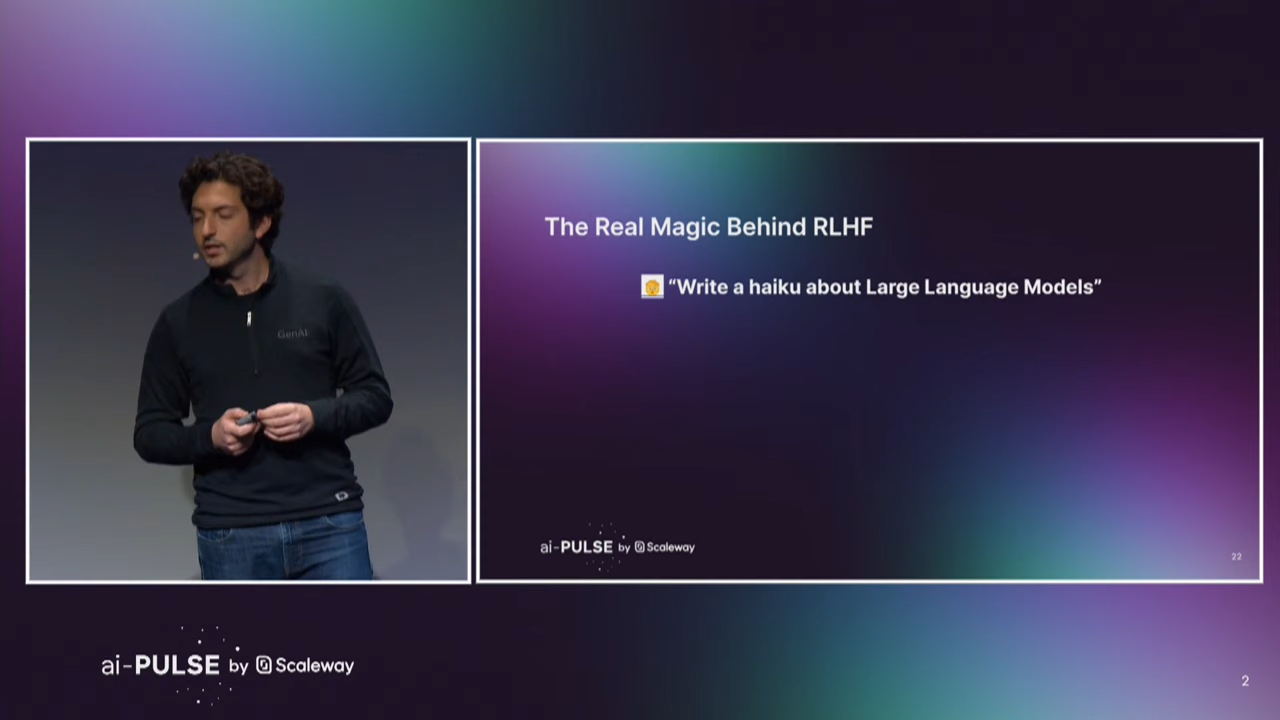 GenAI
The Real Magic Behind RLHF
“Write a haiku about Large Language Models”
ai-PULSE by Scaleway
22
ai-PULSE by Scaleway
2